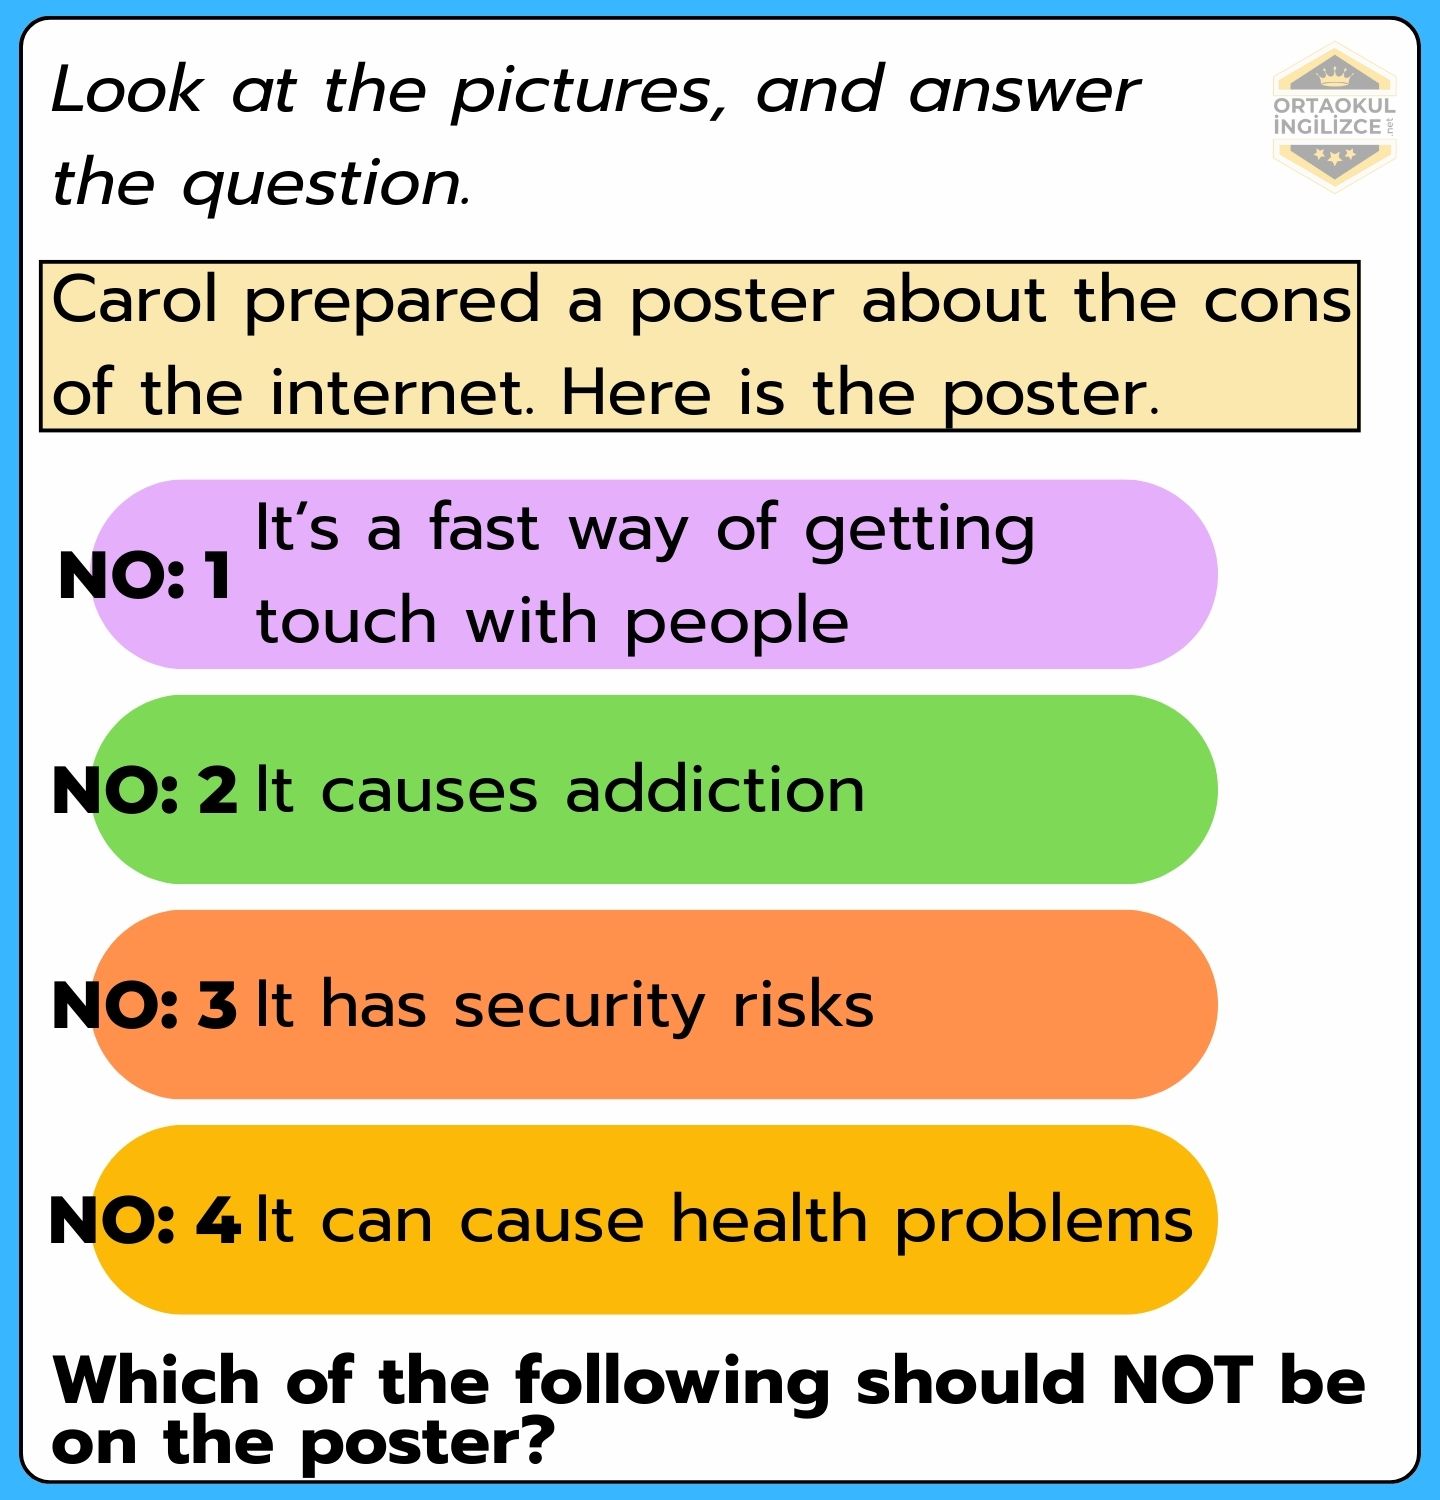 Look at the pictures, and answer
the question.
ORTAOKUL
İNGİLİZCE
.net
Carol prepared a poster about the cons
of the internet. Here is the poster.
NO: 1 It's a fast way of getting
touch with people
NO: 2 It causes addiction
NO: 3 It has security risks
NO: 4 It can cause health problems
Which of the following should NOT be
on the poster?